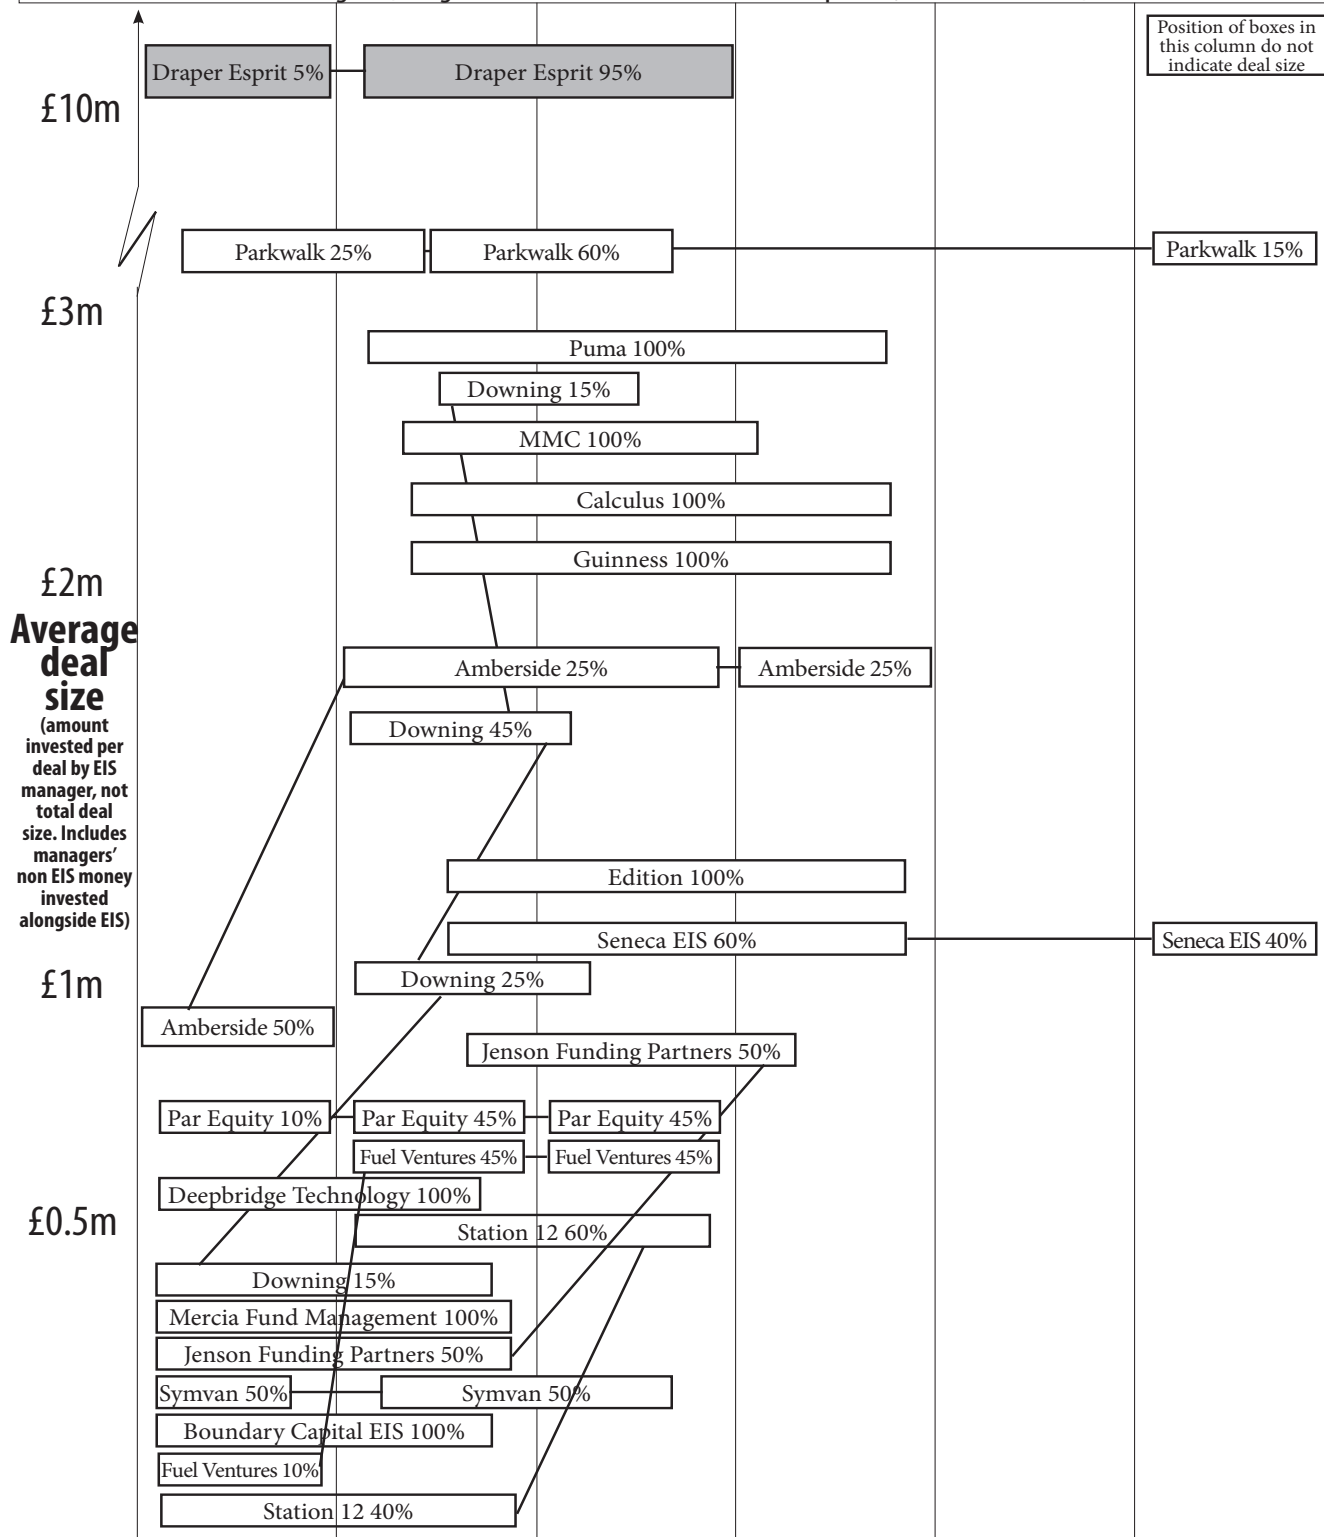 Position of boxes in
this column do not
indicate deal size
Draper Esprit 5%
Draper Esprit 95%
£10m
Parkwalk 25%
Parkwalk 60%
Parkwalk 15%
£3m
Puma 100%
Downing 15%
MMC 100%
Calculus 100%
Guinness 100%
£2m
Average
deal
size
(amount
invested per
deal by EIS
manager, not
total deal
size. Includes
managers’
non EIS money
invested
alongside EIS)
Amberside 25%
Amberside 25%
Downing 45%
Edition 100%
Seneca EIS 60%
Seneca EIS 40%
£1m
Downing 25%
Amberside 50%
Jenson Funding Partners 50%
Par Equity 10%
Par Equity 45%
Par Equity 45%
Fuel Ventures 45%
Fuel Ventures 45%
Deepbridge Technology 100%
£0.5m
Station 12 60%
Downing 15%
Mercia Fund Management 100%
Jenson Funding Partners 50%
Symvan 50%
Symvan 50%
Boundary Capital EIS 100%
Fuel Ventures 10%
Station 12 40%